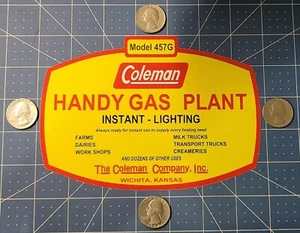 Model 457G
Coleman
HANDY GAS PLANT
INSTANT - LIGHTING
Always ready for instant use to supply every heating need
FARMS
DAIRIES
WORK SHOPS
MILK TRUCKS
TRANSPORT TRUCKS
CREAMERIES
AND DOZENS OF OTHER USES
The Coleman Company, Inc.
WICHITA, KANSAS